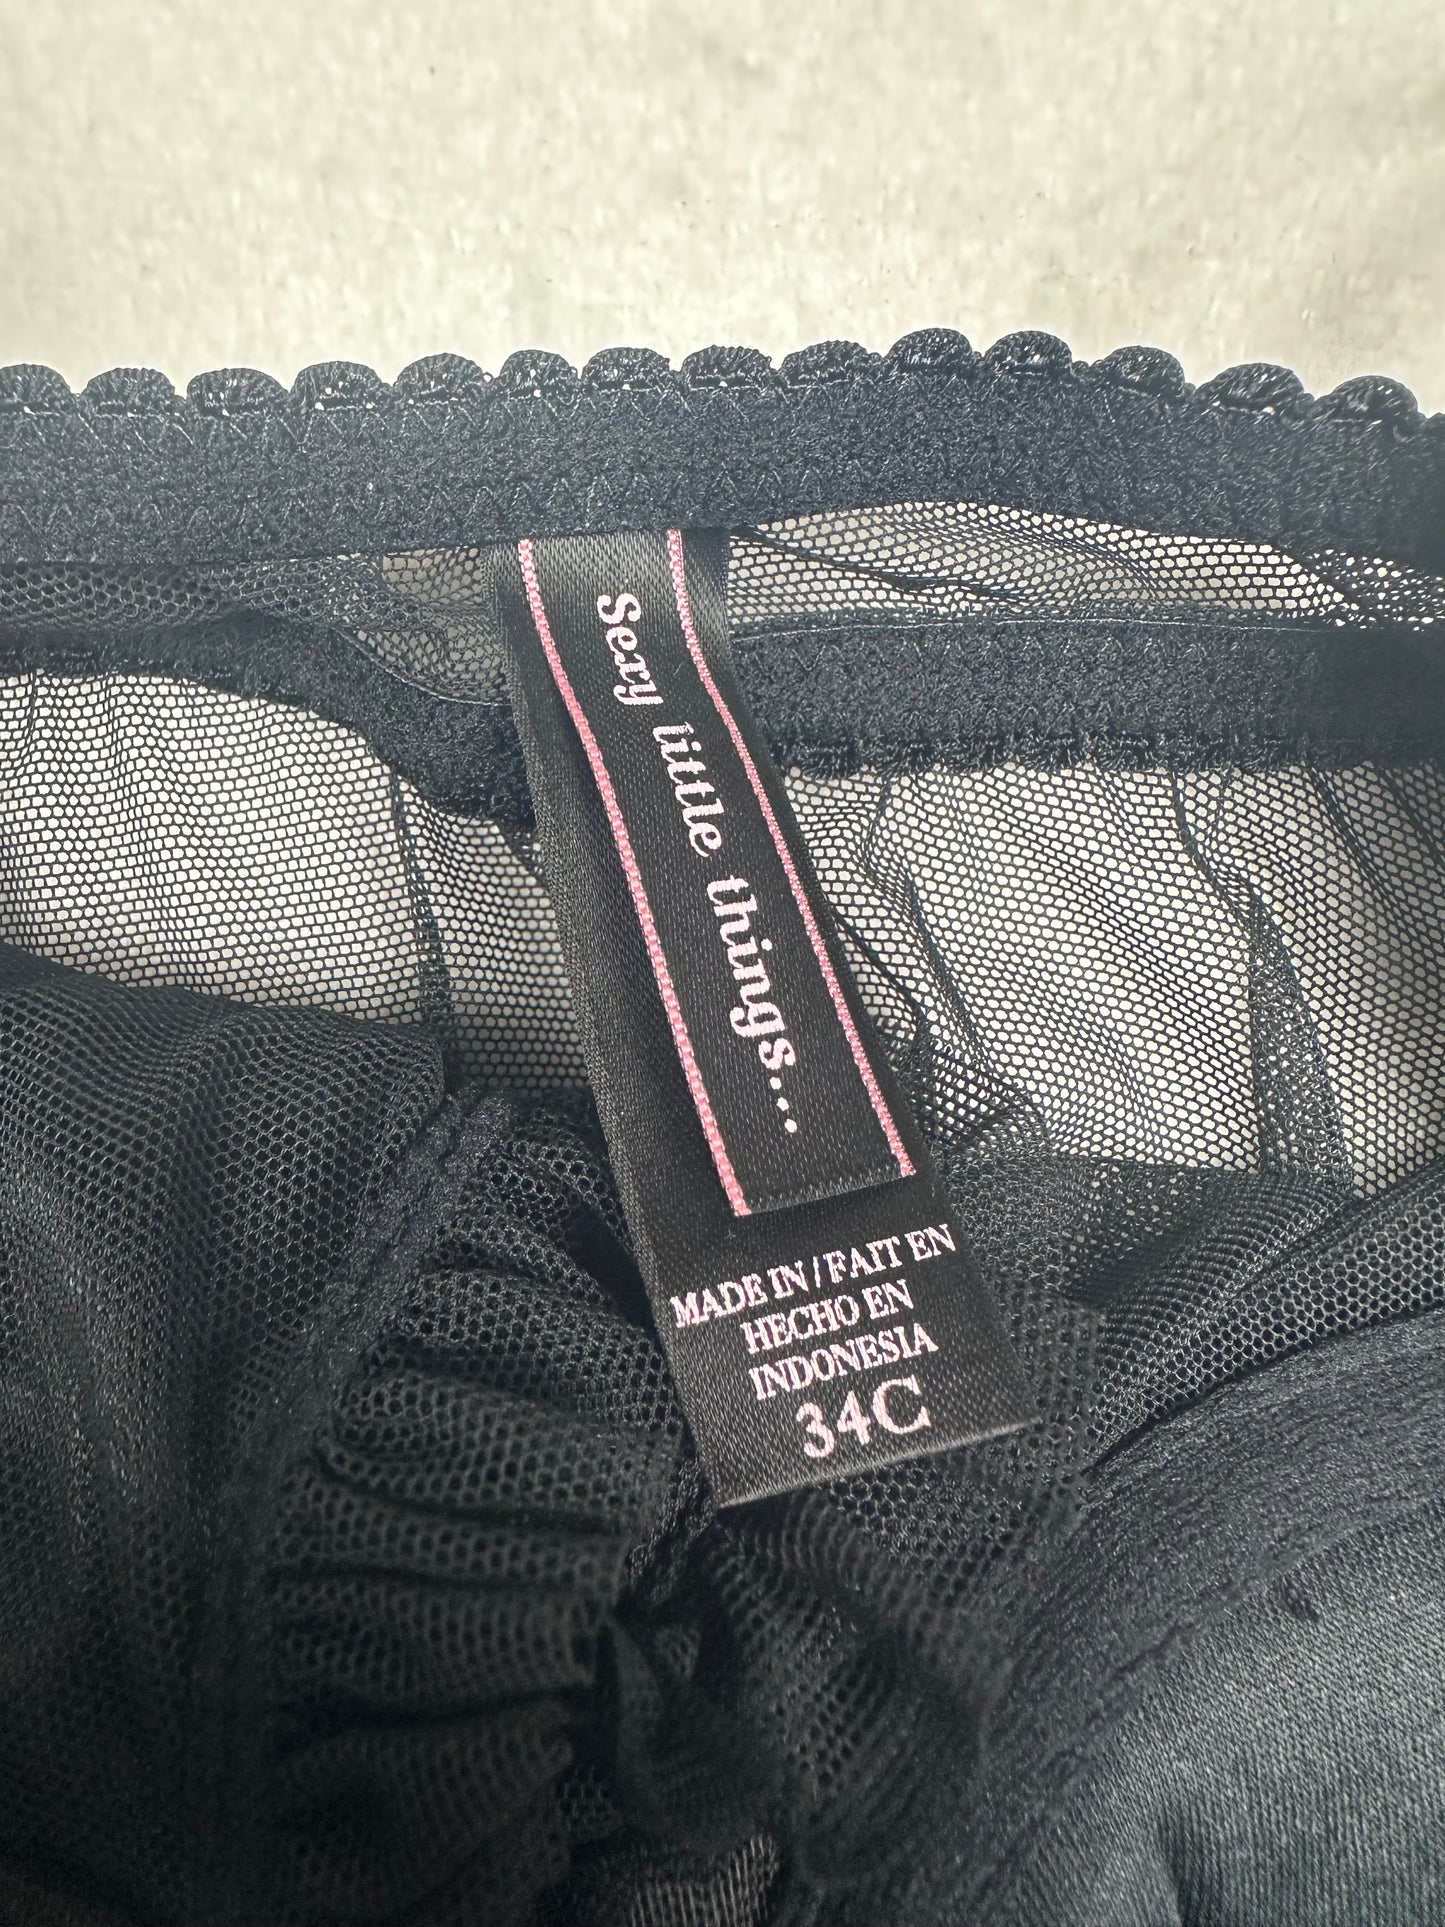 Sexy little things...
MADE IN/FAIT EN
HECHO EN
INDONESIA
34C